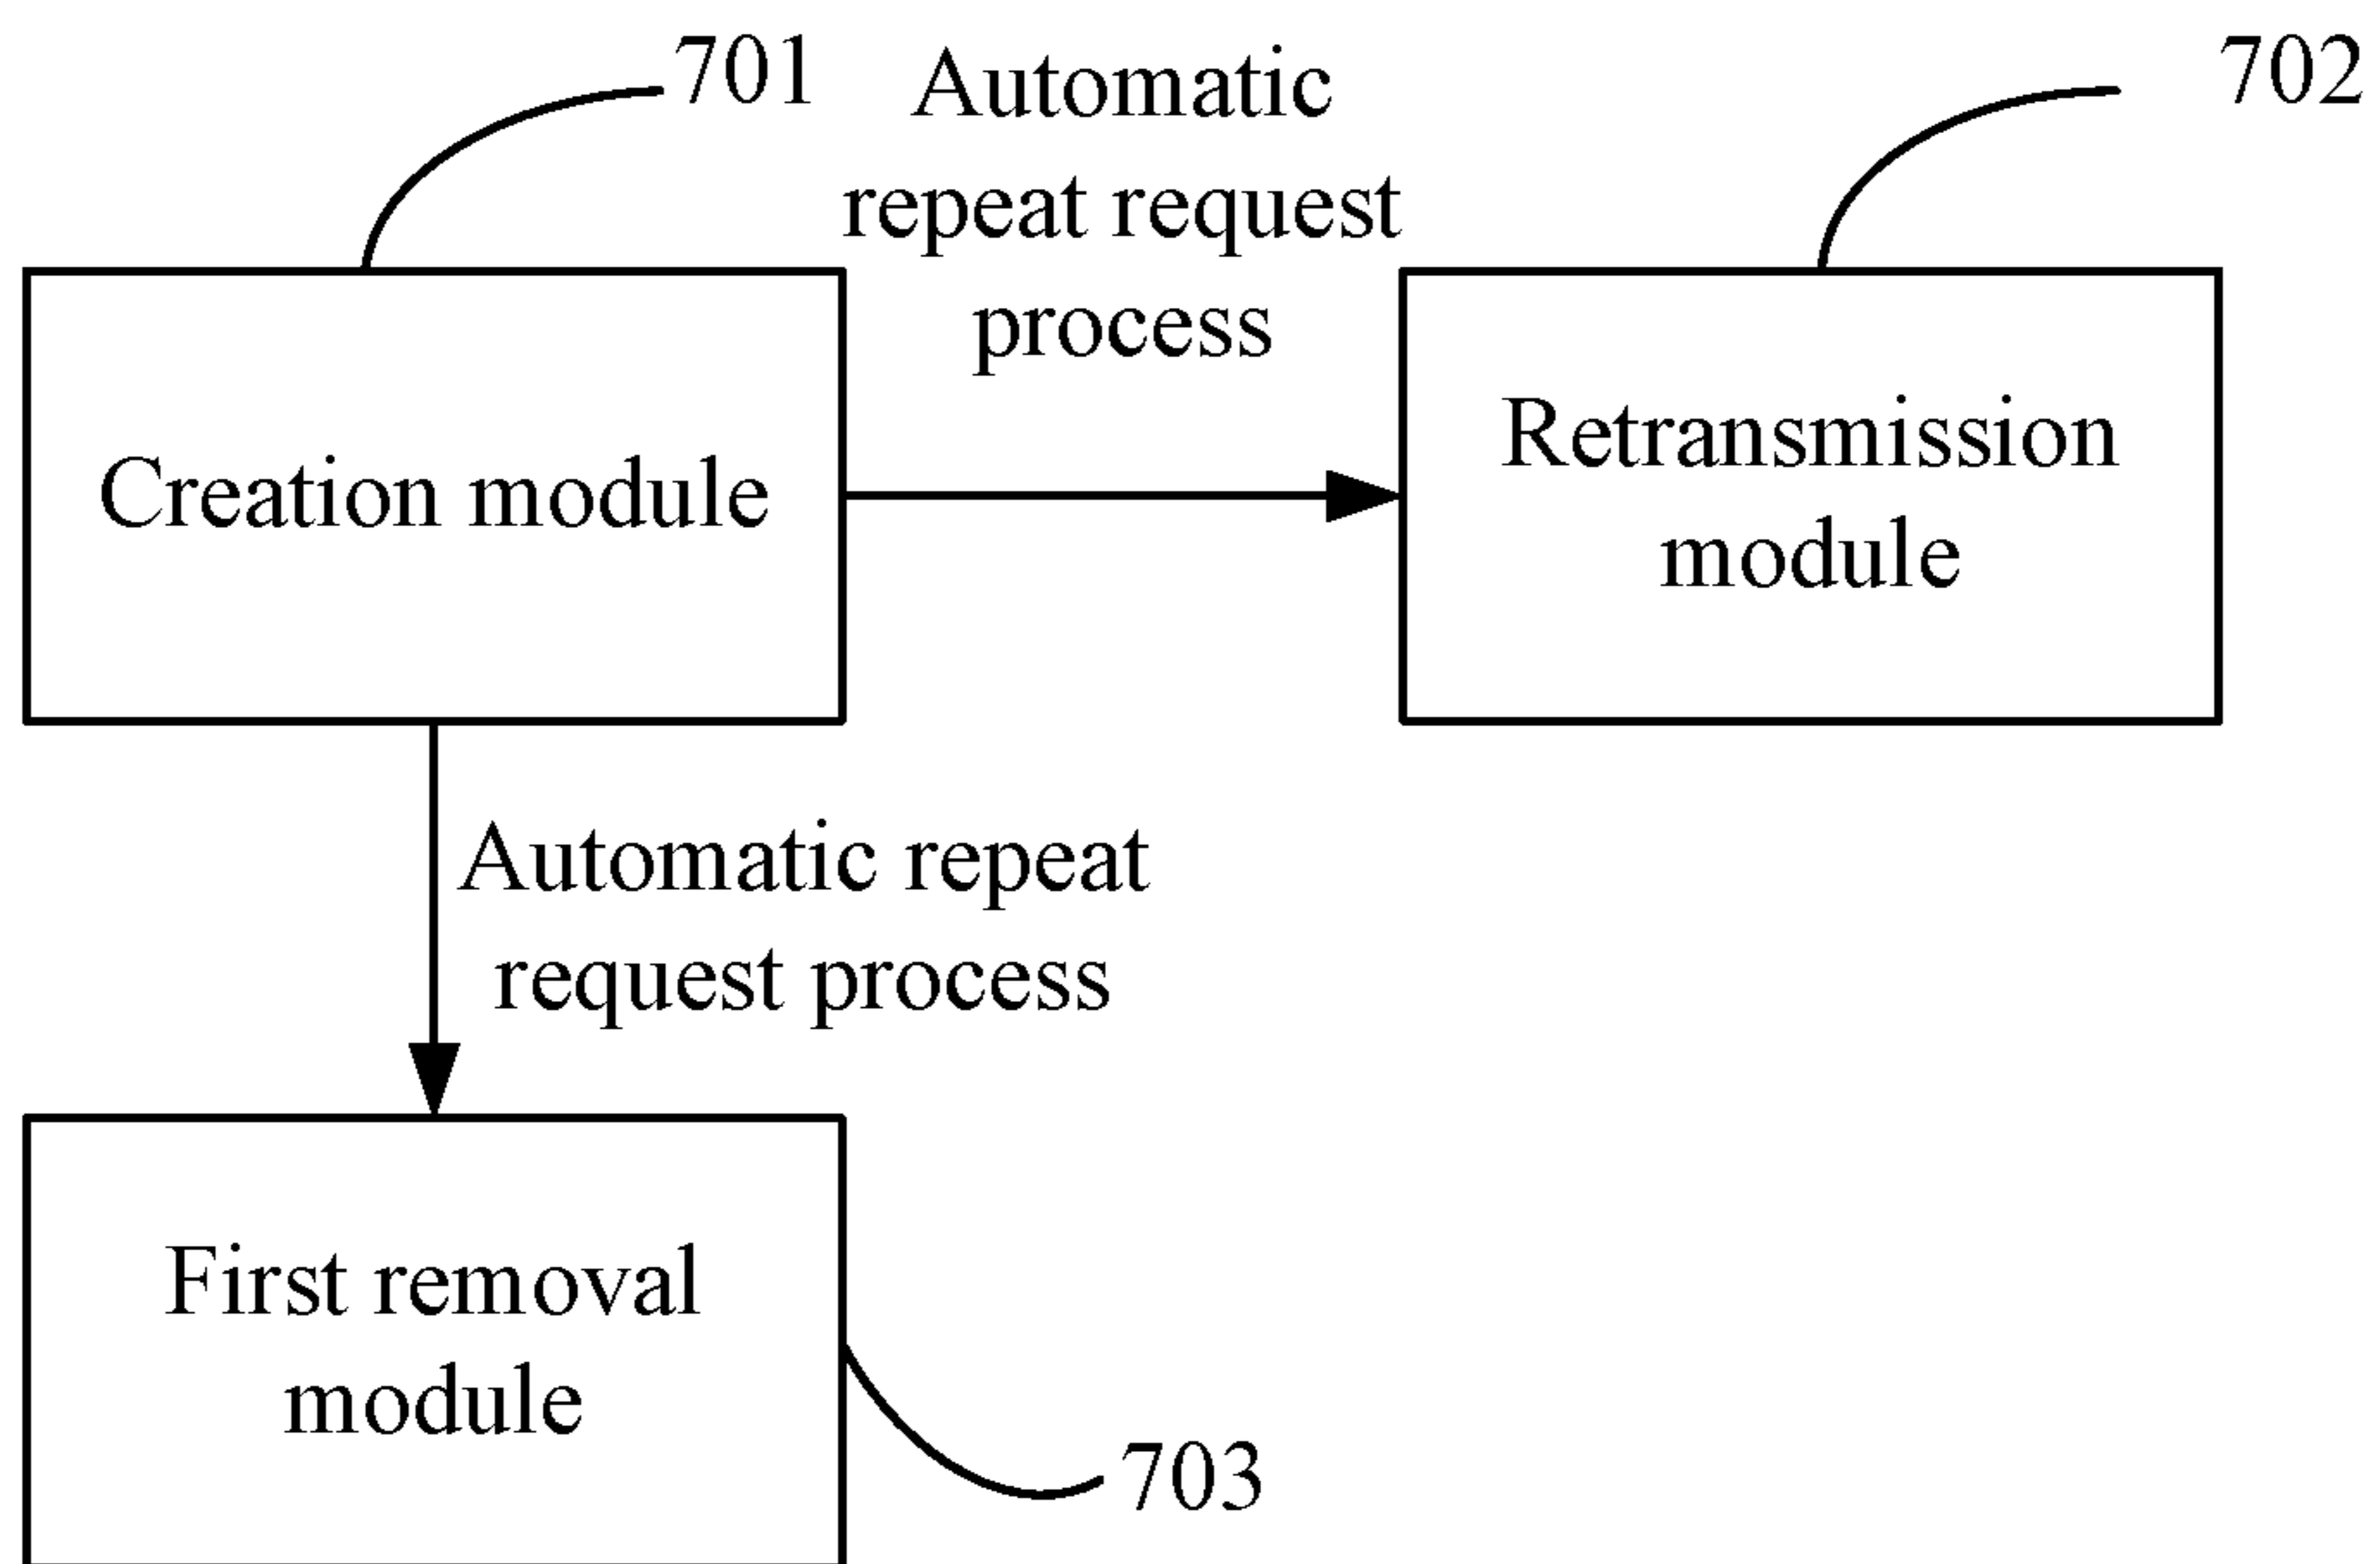 701
Automatic
repeat request
process
702
Creation module
Retransmission
module
Automatic repeat
request process
First removal
module
703